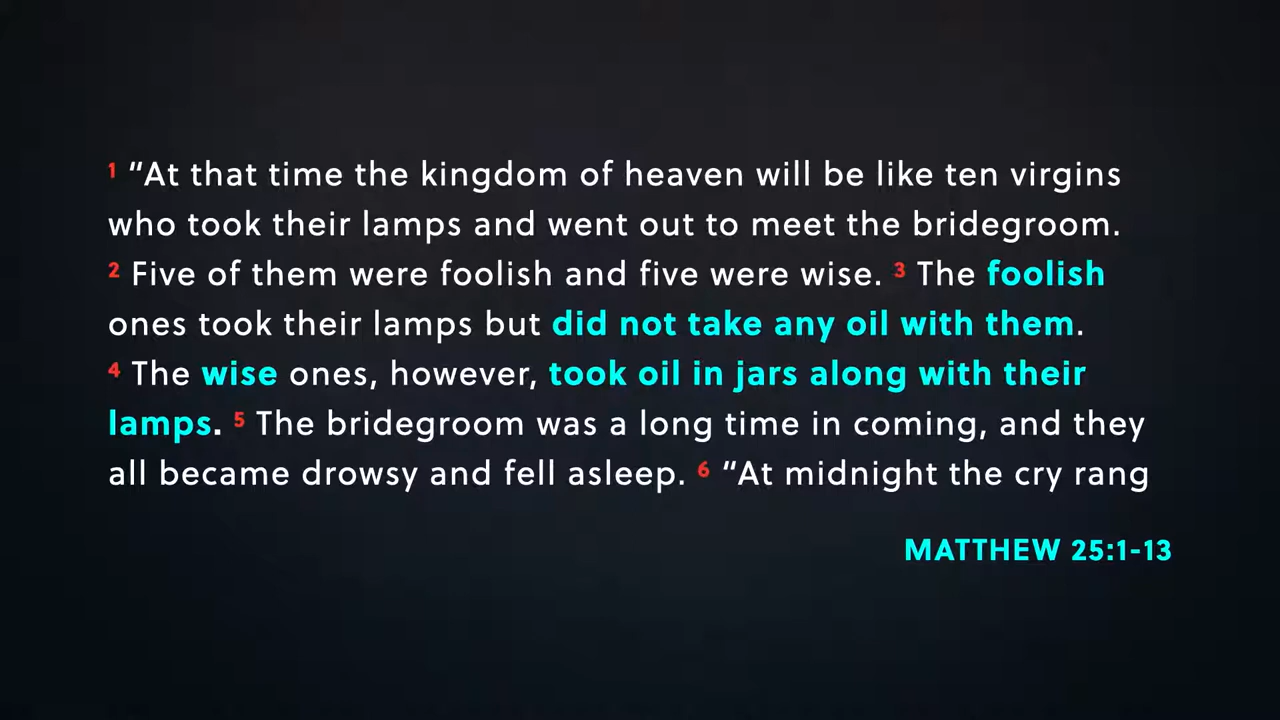 1 “At that time the kingdom of heaven will be like ten virgins
who took their lamps and went out to meet the bridegroom.
2 Five of them were foolish and five were wise. 3 The foolish
ones took their lamps but did not take any oil with them.
4 The wise ones, however, took oil in jars along with their
lamps. 5 The bridegroom was a long time in coming, and they
all became drowsy and fell asleep. 6 “At midnight the cry rang
MATTHEW 25:1-13